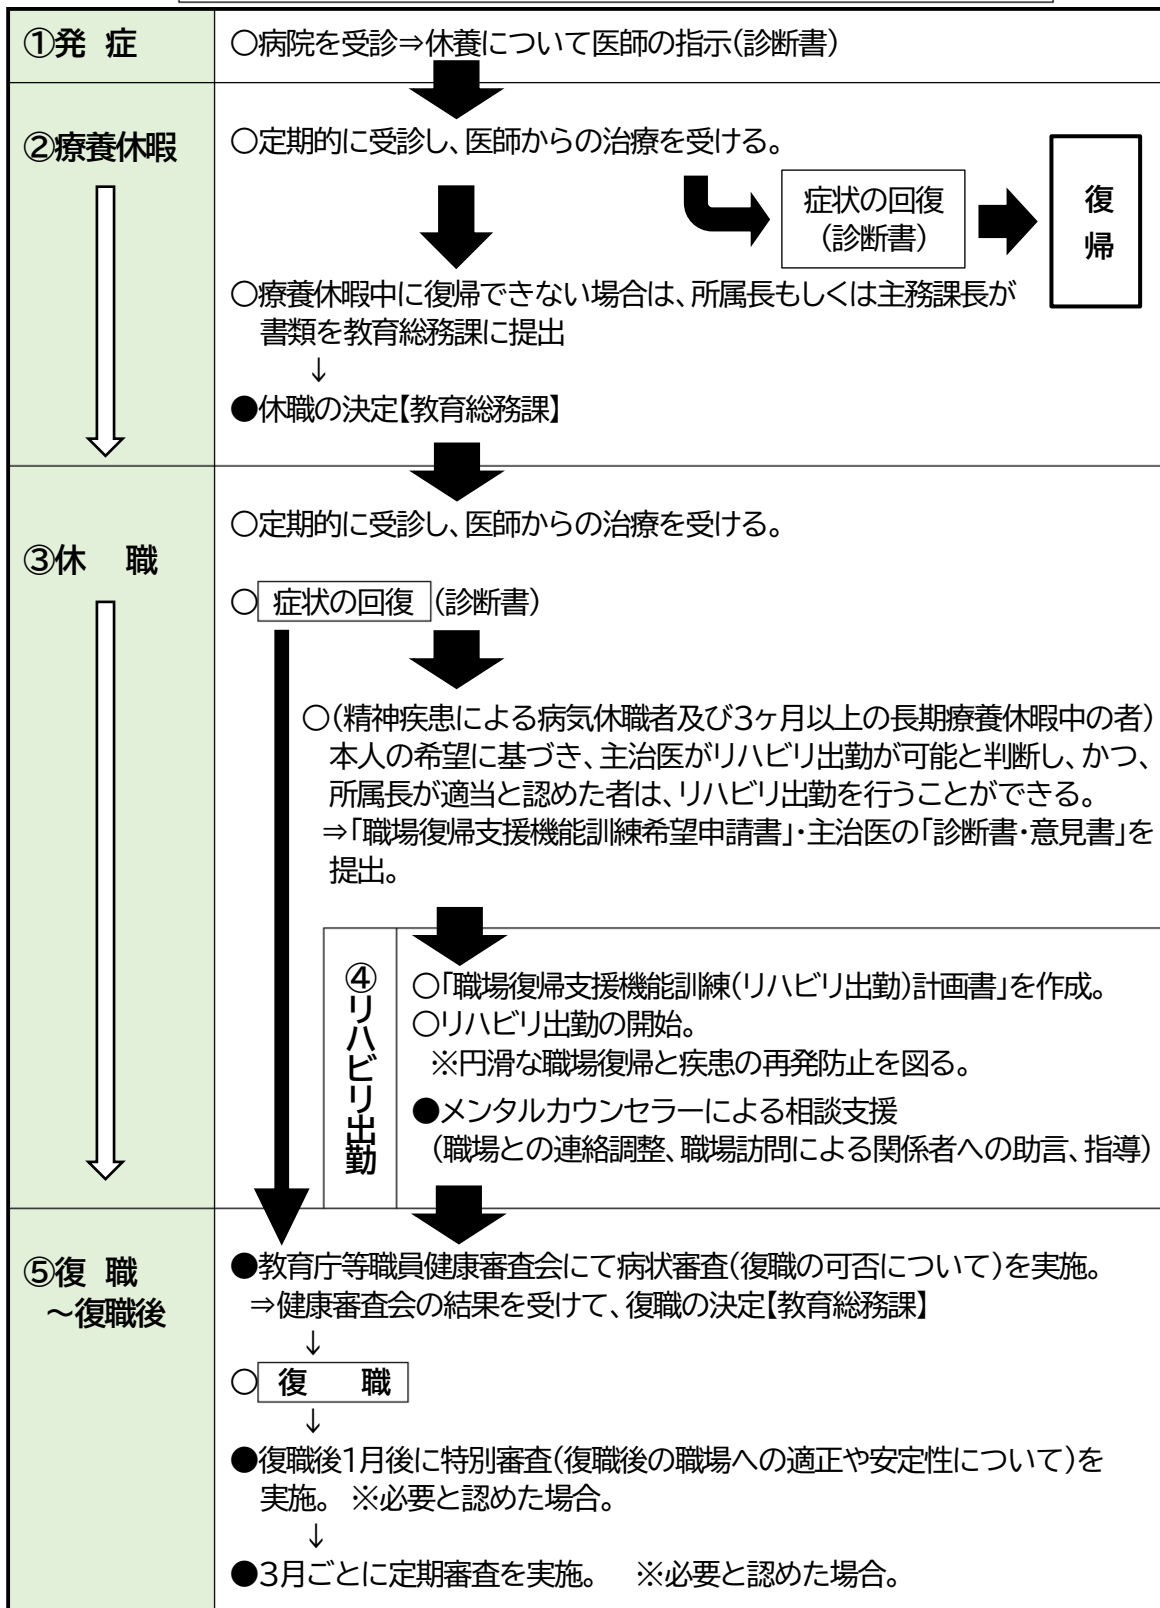 ①発 症
○病院を受診⇒休養について医師の指示(診断書)
②療養休暇
○定期的に受診し、医師からの治療を受ける。
症状の回復
(診断書)
復
帰
○療養休暇中に復帰できない場合は、所属長もしくは主務課長が
書類を教育総務課に提出
↓
●休職の決定【教育総務課】
③休 職
○定期的に受診し、医師からの治療を受ける。
○症状の回復(診断書)
○(精神疾患による病気休職者及び3ヶ月以上の長期療養休暇中の者)
本人の希望に基づき、主治医がリハビリ出勤が可能と判断し、かつ、
所属長が適当と認めた者は、リハビリ出勤を行うことができる。
⇒「職場復帰支援機能訓練希望申請書」・主治医の「診断書・意見書」を
提出。
④リハビリ出勤
○「職場復帰支援機能訓練(リハビリ出勤)計画書」を作成。
○リハビリ出勤の開始。
※円滑な職場復帰と疾患の再発防止を図る。
●メンタルカウンセラーによる相談支援
(職場との連絡調整、職場訪問による関係者への助言、指導)
⑤復 職
～復職後
●教育庁等職員健康審査会にて病状審査(復職の可否について)を実施。
⇒健康審査会の結果を受けて、復職の決定【教育総務課】
↓
○復 職
↓
●復職後1月後に特別審査(復職後の職場への適正や安定性について)を
実施。 ※必要と認めた場合。
↓
●3月ごとに定期審査を実施。 ※必要と認めた場合。